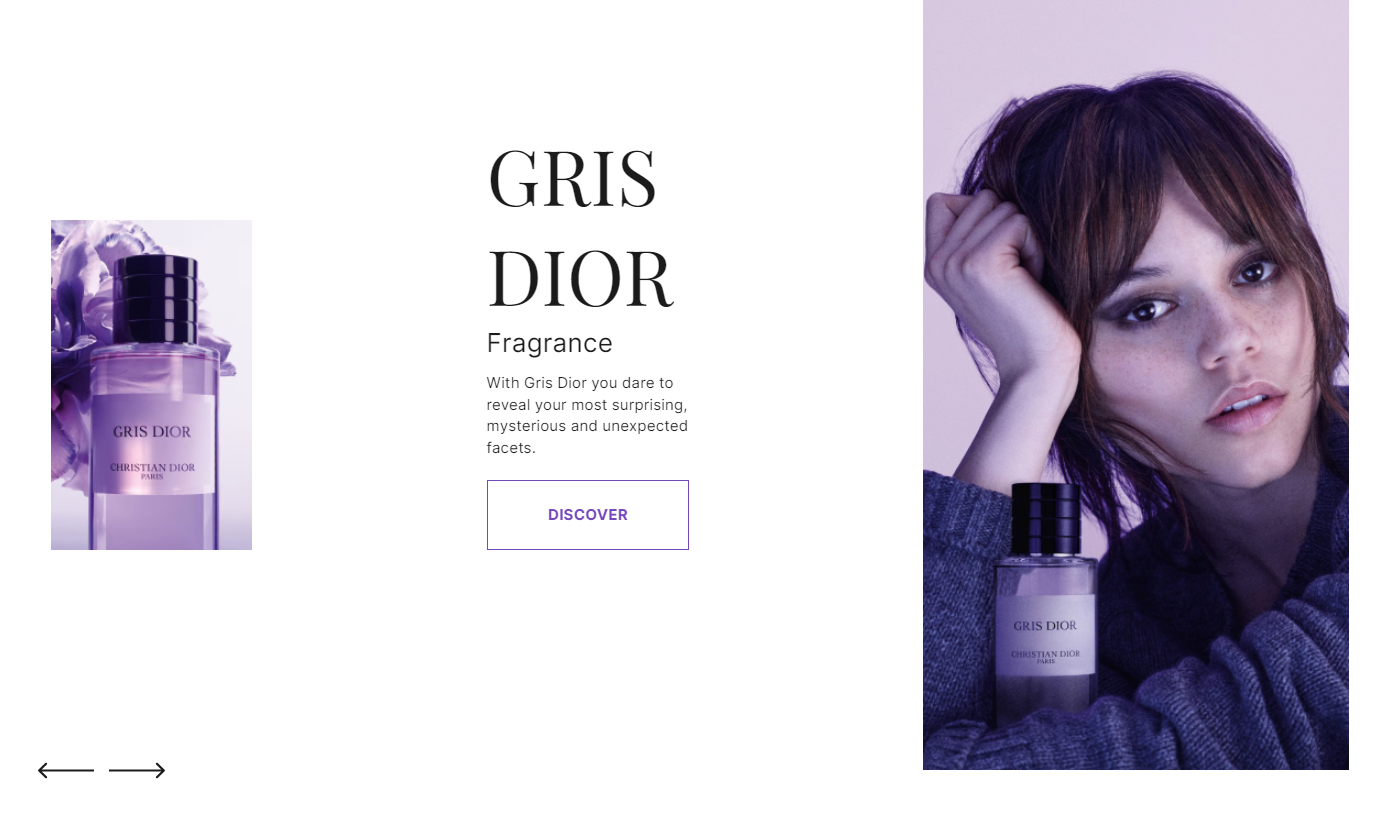 GRIS DIOR
CHRISTIAN DIOR
PARIS
GRIS
DIOR
Fragrance
With Gris Dior you dare to
reveal your most surprising,
mysterious and unexpected
facets.
DISCOVER
GRIS DIOR
CHRISTIAN DIOR
PARIS